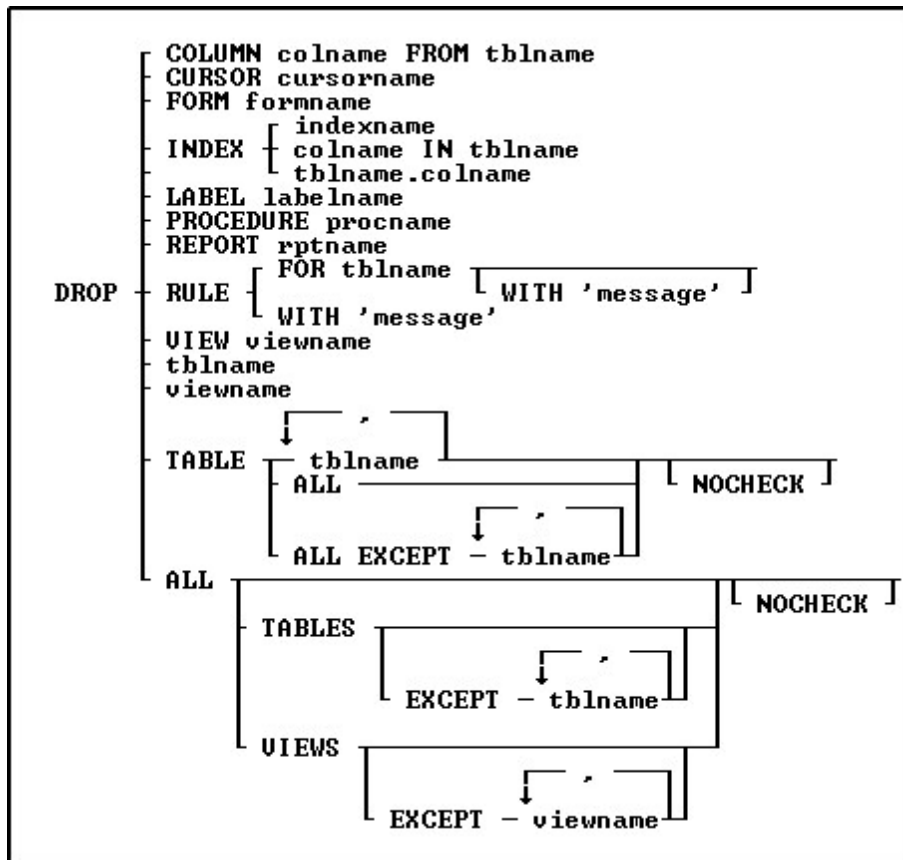 COLUMN colname FROM tblname
CURSOR cursorname
FORM formname
indexname
INDEX colname IN tblname
tblname.colname
LABEL labelname
PROCEDURE procname
REPORT rptname
FOR tblname
DROP RULE WITH 'message'
WITH 'message'
VIEW viewname
tblname
viewname
,
TABLE tblname
ALL NOCHECK
,
ALL EXCEPT tblname
ALL
NOCHECK
TABLES
,
EXCEPT tblname
VIEWS
,
EXCEPT viewname